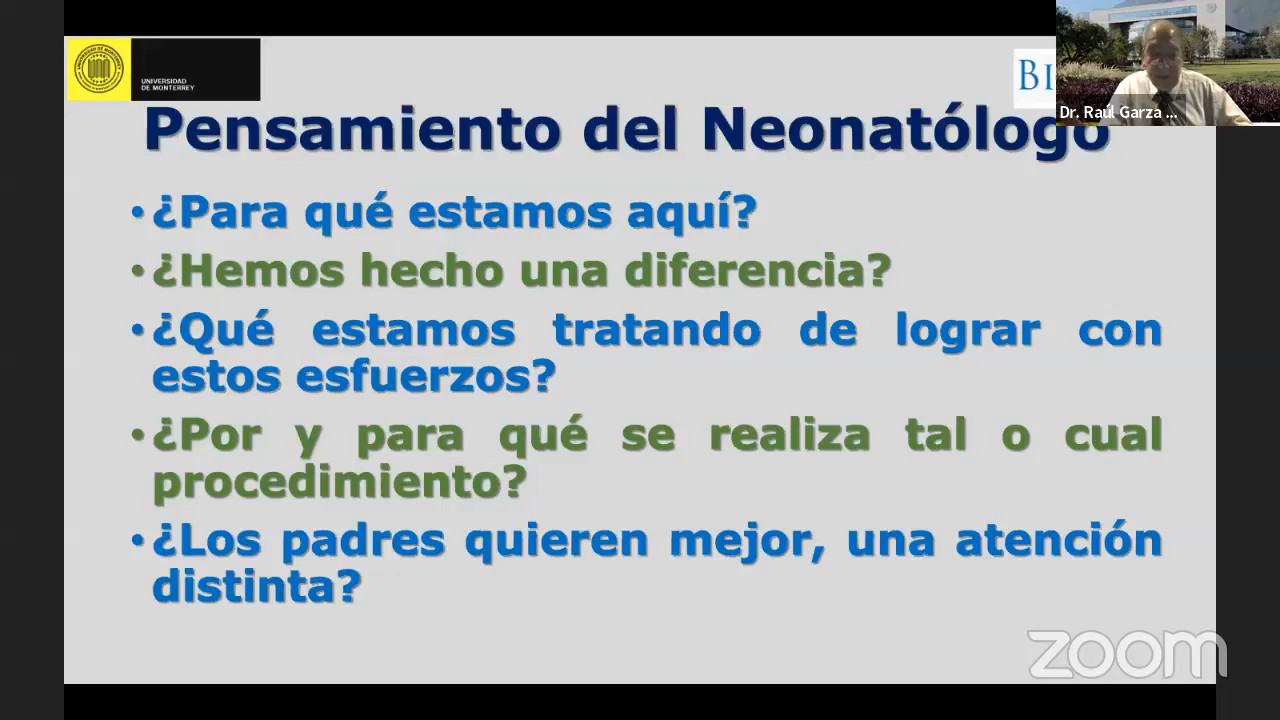 UNIVERSIDAD
DE MONTERREY
Dr. Raúl Garza ...
Pensamiento del Neonatólogo
• ¿Para qué estamos aquí?
• ¿Hemos hecho una diferencia?
• ¿Qué estamos tratando de lograr con
estos esfuerzos?
• ¿Por y para qué se realiza tal o cual
procedimiento?
• ¿Los padres quieren mejor, una atención
distinta?
zoom